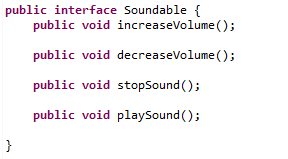 public interface Soundable {
    public void increaseVolume();
    public void decreaseVolume();
    public void stopSound();
    public void playSound();
}